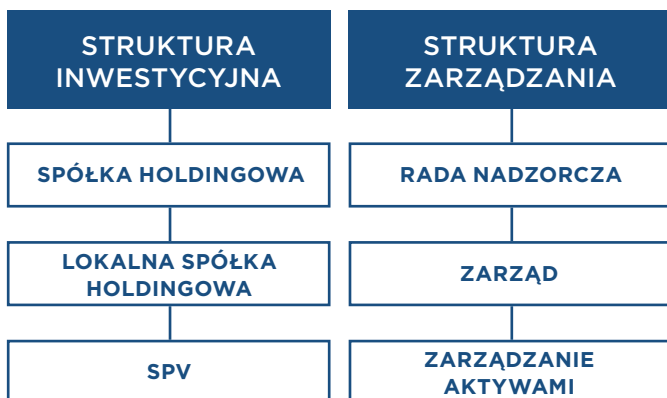 STRUKTURA
INWESTYCYJNA
SPÓŁKA HOLDINGOWA
LOKALNA SPÓŁKA
HOLDINGOWA
SPV
STRUKTURA
ZARZĄDZANIA
RADA NADZORCZA
ZARZĄD
ZARZĄDZANIE
AKTYWAMI